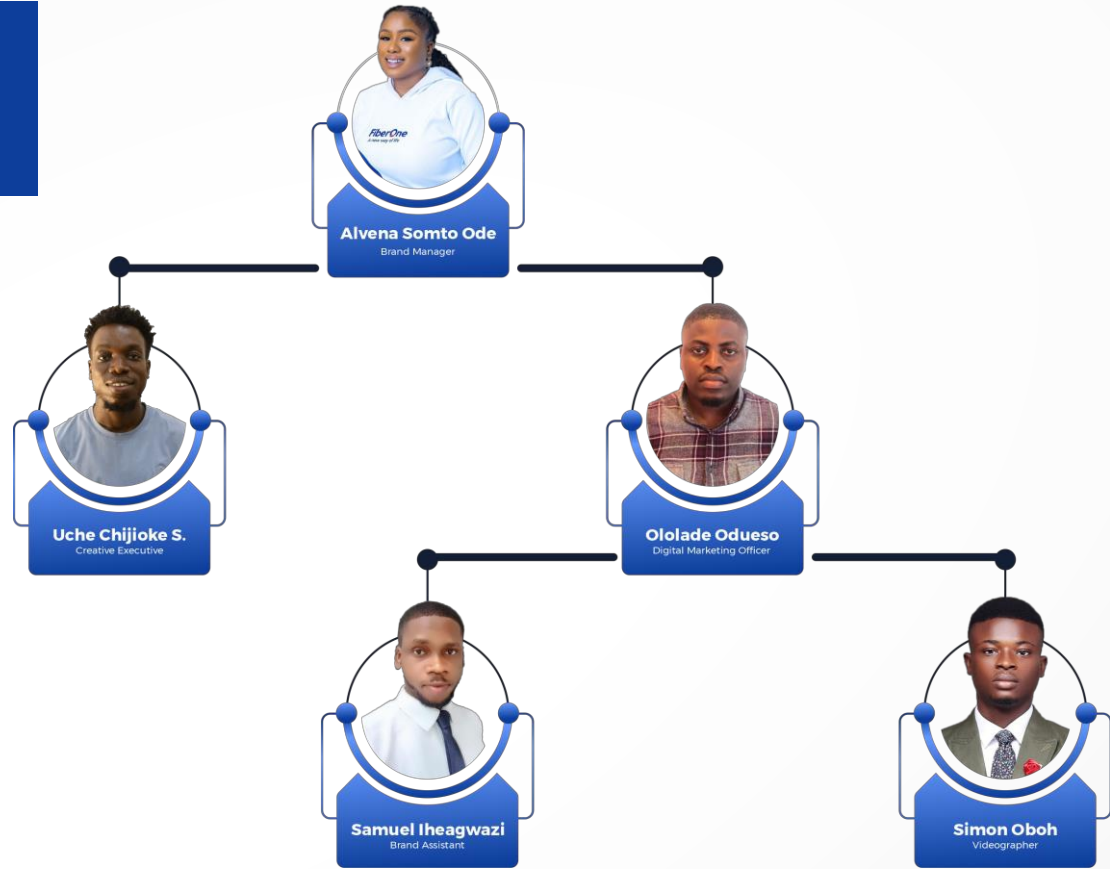 FiberOne
A new way of life
Alvena Somto Ode
Brand Manager
Uche Chijioke S.
Creative Executive
Ololade Odueso
Digital Marketing Officer
Samuel Iheagwazi
Brand Assistant
Simon Oboh
Videographer